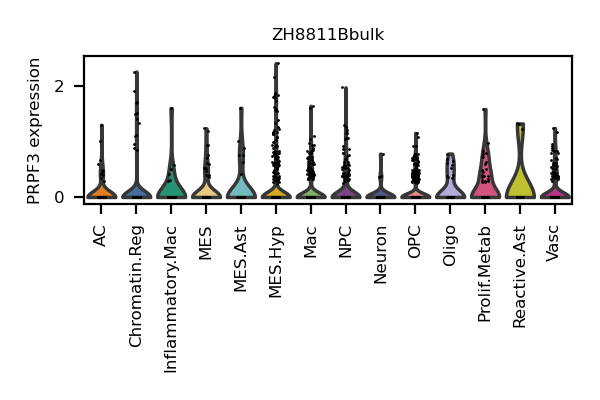 ZH8811Bbulk
PRPF3 expression
2
0
AC
Chromatin.Reg
Inflammatory.Mac
MES
MES.Ast
MES.Hyp
Mac
NPC
Neuron
OPC
Oligo
Prolif.Metab
Reactive.Ast
Vasc